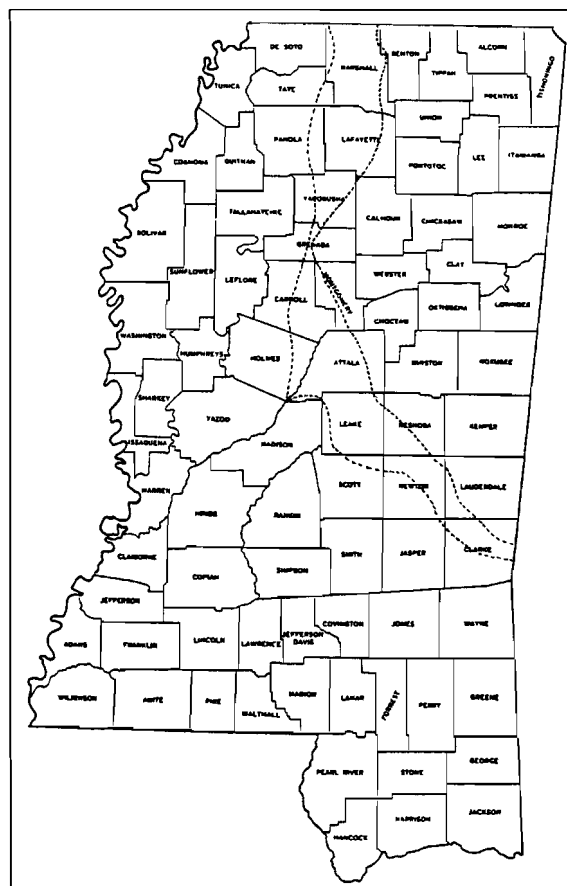 DE SOTO
MARSHALL
BENTON
TIPPAH
ALCORN
TISHOMINGO
TUNICA
TATE
PRENTISS
UNION
PANOLA
LAFAYETTE
COAHOMA
QUITMAN
PONTOTOC
LEE
ITAWAMBA
YALOBUSHA
TALLAHATCHIE
CALHOUN
CHICKASAW
MONROE
BOLIVAR
GRENADA
SUNFLOWER
LEFLORE
WEBSTER
CLAY
MONTGOMERY
CARROLL
OKTIBBEHA
LOWNDES
CHOCTAW
WASHINGTON
HUMPHREYS
HOLMES
ATTALA
WINSTON
NOXUBEE
SHARKEY
YAZOO
LEAKE
NESHOBA
KEMPER
ISSAQUENA
MADISON
WARREN
SCOTT
NEWTON
LAUDERDALE
HINDS
RANKIN
CLAIBORNE
SMITH
JASPER
CLARKE
COPIAH
SIMPSON
JEFFERSON
COVINGTON
JONES
WAYNE
ADAMS
FRANKLIN
LINCOLN
LAWRENCE
JEFFERSON
DAVIS
WILKINSON
AMITE
PIKE
WALTHALL
MARION
LAMAR
FORREST
PERRY
GREENE
PEARL RIVER
STONE
GEORGE
HANCOCK
HARRISON
JACKSON